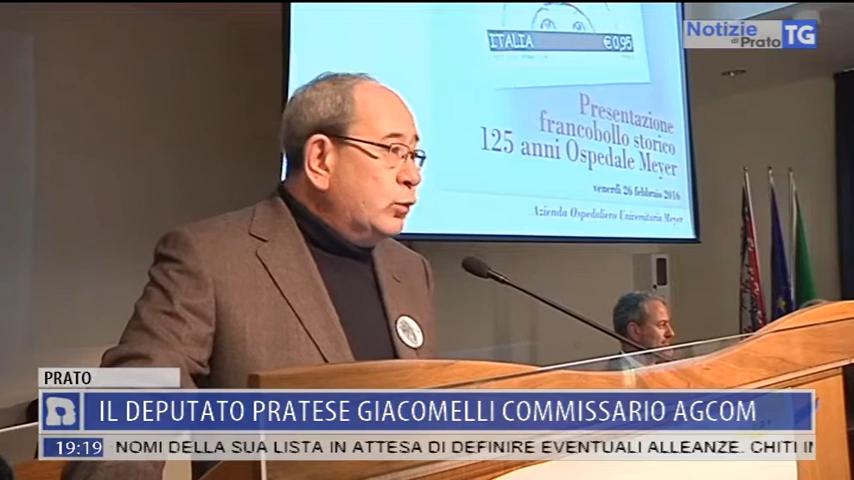 ITALIA €0,95
Notizie
di Prato TG
Presentazione
francobollo storico
125 anni Ospedale Meyer
venerdì 26 febbraio 2016
Azienda Ospedaliero Universitaria Meyer
PRATO
IL DEPUTATO PRATESE GIACOMELLI COMMISSARIO AGCOM
19:19 NOMI DELLA SUA LISTA IN ATTESA DI DEFINIRE EVENTUALI ALLEANZE. CHITI IN